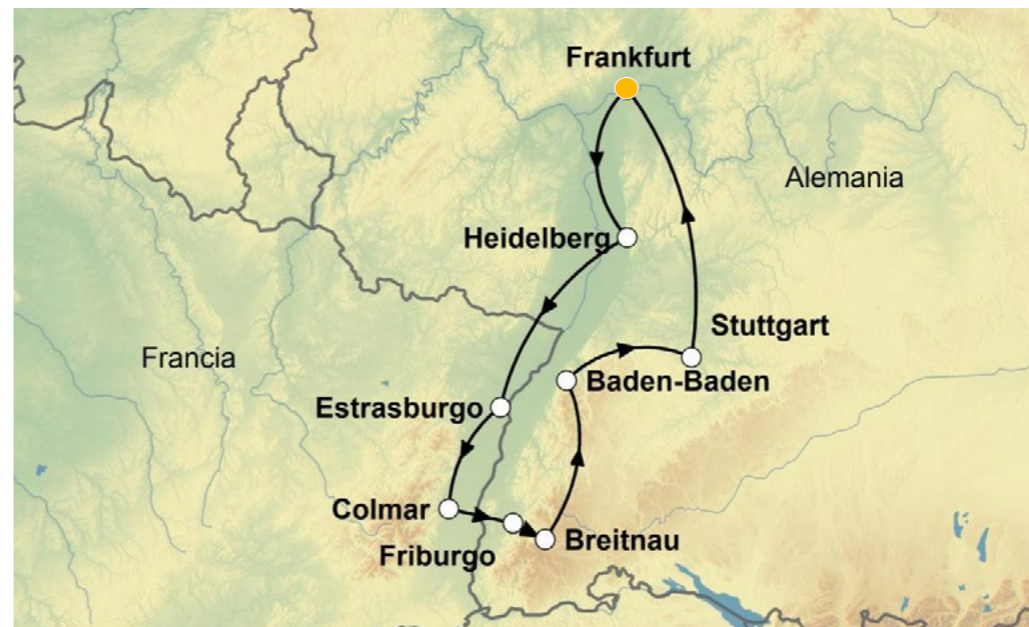 Frankfurt
Alemania
Heidelberg
Stuttgart
Francia
Baden-Baden
Estrasburgo
Colmar
Breitnau
Friburgo